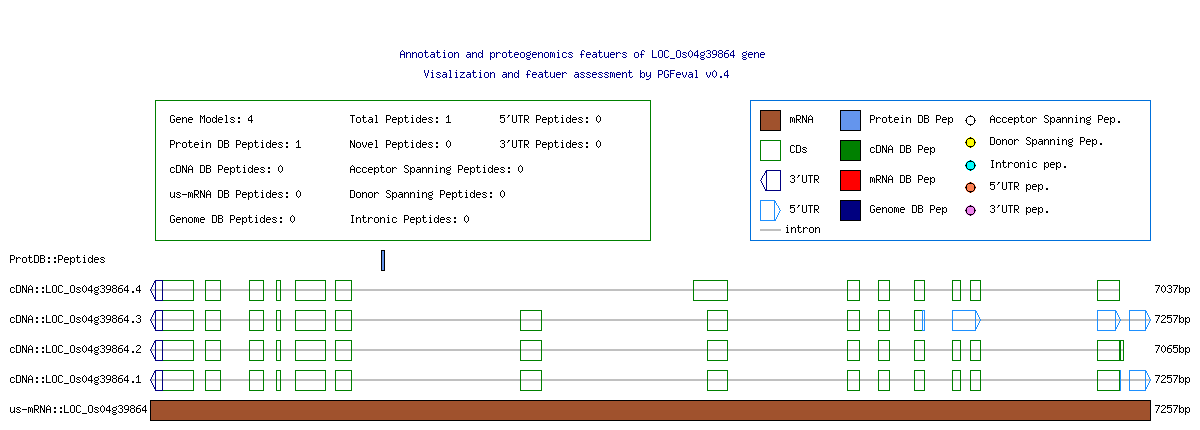 Annotation and proteogenomics featuers of LOC_Os04g39864 gene
Visalization and featuer assessment by PGFeval v0.4
Gene Models: 4 Total Peptides: 1 5'UTR Peptides: 0
Protein DB Peptides: 1 Novel Peptides: 0 3'UTR Peptides: 0
cDNA DB Peptides: 0 Acceptor Spanning Peptides: 0
us-mRNA DB Peptides: 0 Donor Spanning Peptides: 0
Genome DB Peptides: 0 Intronic Peptides: 0
mRNA Protein DB Pep Acceptor Spanning Pep.
CDs cDNA DB Pep Donor Spanning Pep.
3'UTR mRNA DB Pep Intronic pep.
5'UTR Genome DB Pep 5'UTR pep.
intron 3'UTR pep.
ProtDB::Peptides
cDNA::LOC_Os04g39864.4 7037bp
cDNA::LOC_Os04g39864.3 7257bp
cDNA::LOC_Os04g39864.2 7065bp
cDNA::LOC_Os04g39864.1 7257bp
us-mRNA::LOC_Os04g39864 7257bp